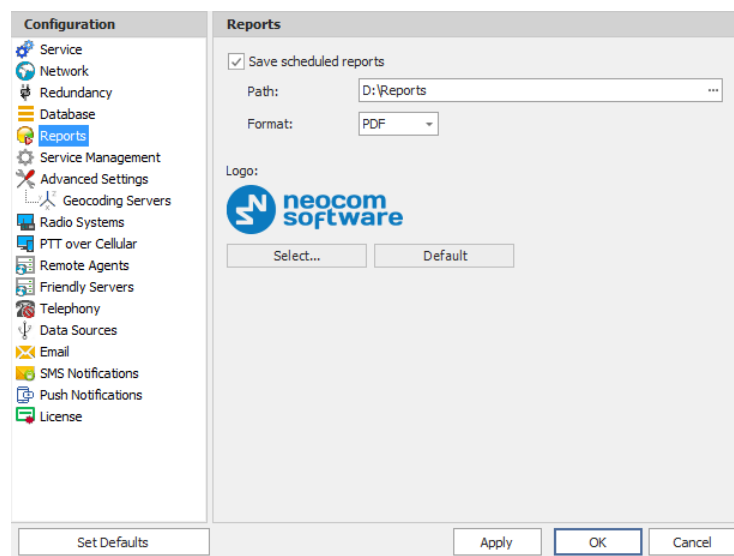 Configuration
Service
Network
Redundancy
Database
Reports
Service Management
Advanced Settings
Geocoding Servers
Radio Systems
PTT over Cellular
Remote Agents
Friendly Servers
Telephony
Data Sources
Email
SMS Notifications
Push Notifications
License
Set Defaults
Reports
Save scheduled reports
Path: D:\Reports ...
Format: PDF
Logo:
neocom
software
Select... Default
Apply OK Cancel